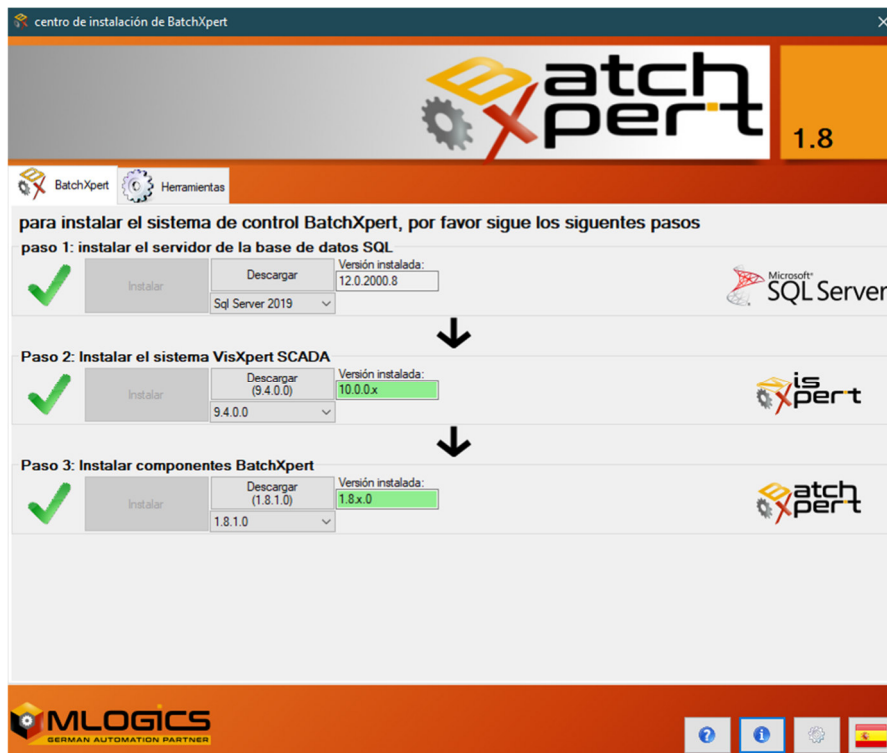 centro de instalación de BatchXpert
Batch
Xpert
1.8
BatchXpert
Herramientas
para instalar el sistema de control BatchXpert, por favor sigue los siguentes pasos
paso 1: instalar el servidor de la base de datos SQL
Instalar
Descargar
Sql Server 2019
Versión instalada:
12.0.2000.8
Microsoft
SQL Server
Paso 2: Instalar el sistema VisXpert SCADA
Instalar
Descargar
(9.4.0.0)
9.4.0.0
Versión instalada:
10.0.0.x
is
Xpert
Paso 3: Instalar componentes BatchXpert
Instalar
Descargar
(1.8.1.0)
1.8.1.0
Versión instalada:
1.8.x.0
Batch
Xpert
MLOGICS
GERMAN AUTOMATION PARTNER